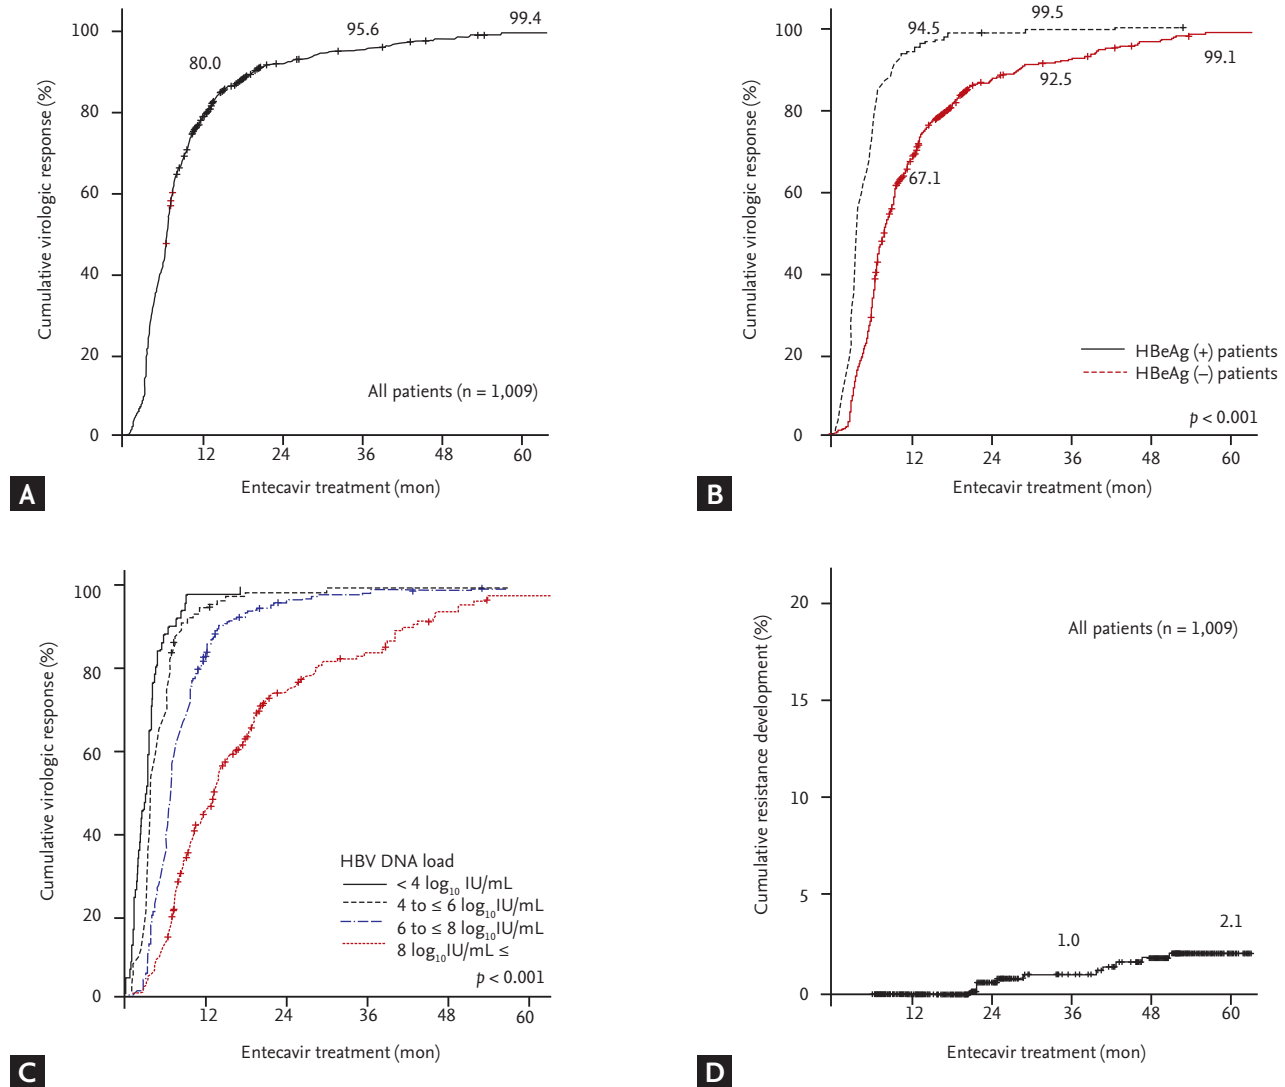 100
80
60
40
20
0
Cumulative virologic response (%)
80.0
95.6
99.4
All patients (n = 1,009)
12 24 36 48 60
Entecavir treatment (mon)
A
100
80
60
40
20
0
Cumulative virologic response (%)
94.5
99.5
99.1
92.5
67.1
HBeAg (+) patients
HBeAg (–) patients
p < 0.001
12 24 36 48 60
Entecavir treatment (mon)
B
100
80
60
40
20
0
Cumulative virologic response (%)
HBV DNA load
< 4 log10 IU/mL
4 to ≤ 6 log10IU/mL
6 to ≤ 8 log10IU/mL
8 log10IU/mL ≤
p < 0.001
12 24 36 48 60
Entecavir treatment (mon)
C
20
15
10
5
0
Cumulative resistance development (%)
All patients (n = 1,009)
1.0
2.1
12 24 36 48 60
Entecavir treatment (mon)
D